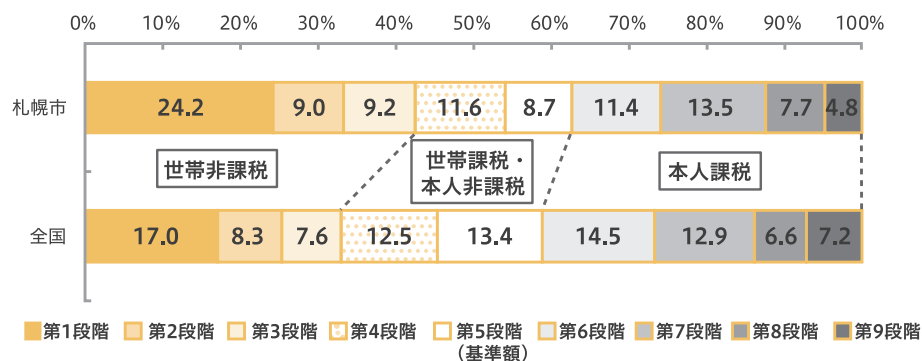 0% 10% 20% 30% 40% 50% 60% 70% 80% 90% 100%
札幌市 24.2 9.0 9.2 11.6 8.7 11.4 13.5 7.7 4.8
世帯非課税
世帯課税・
本人非課税
本人課税
全国 17.0 8.3 7.6 12.5 13.4 14.5 12.9 6.6 7.2
第1段階 第2段階 第3段階 第4段階 第5段階 第6段階 第7段階 第8段階 第9段階
(基準額)